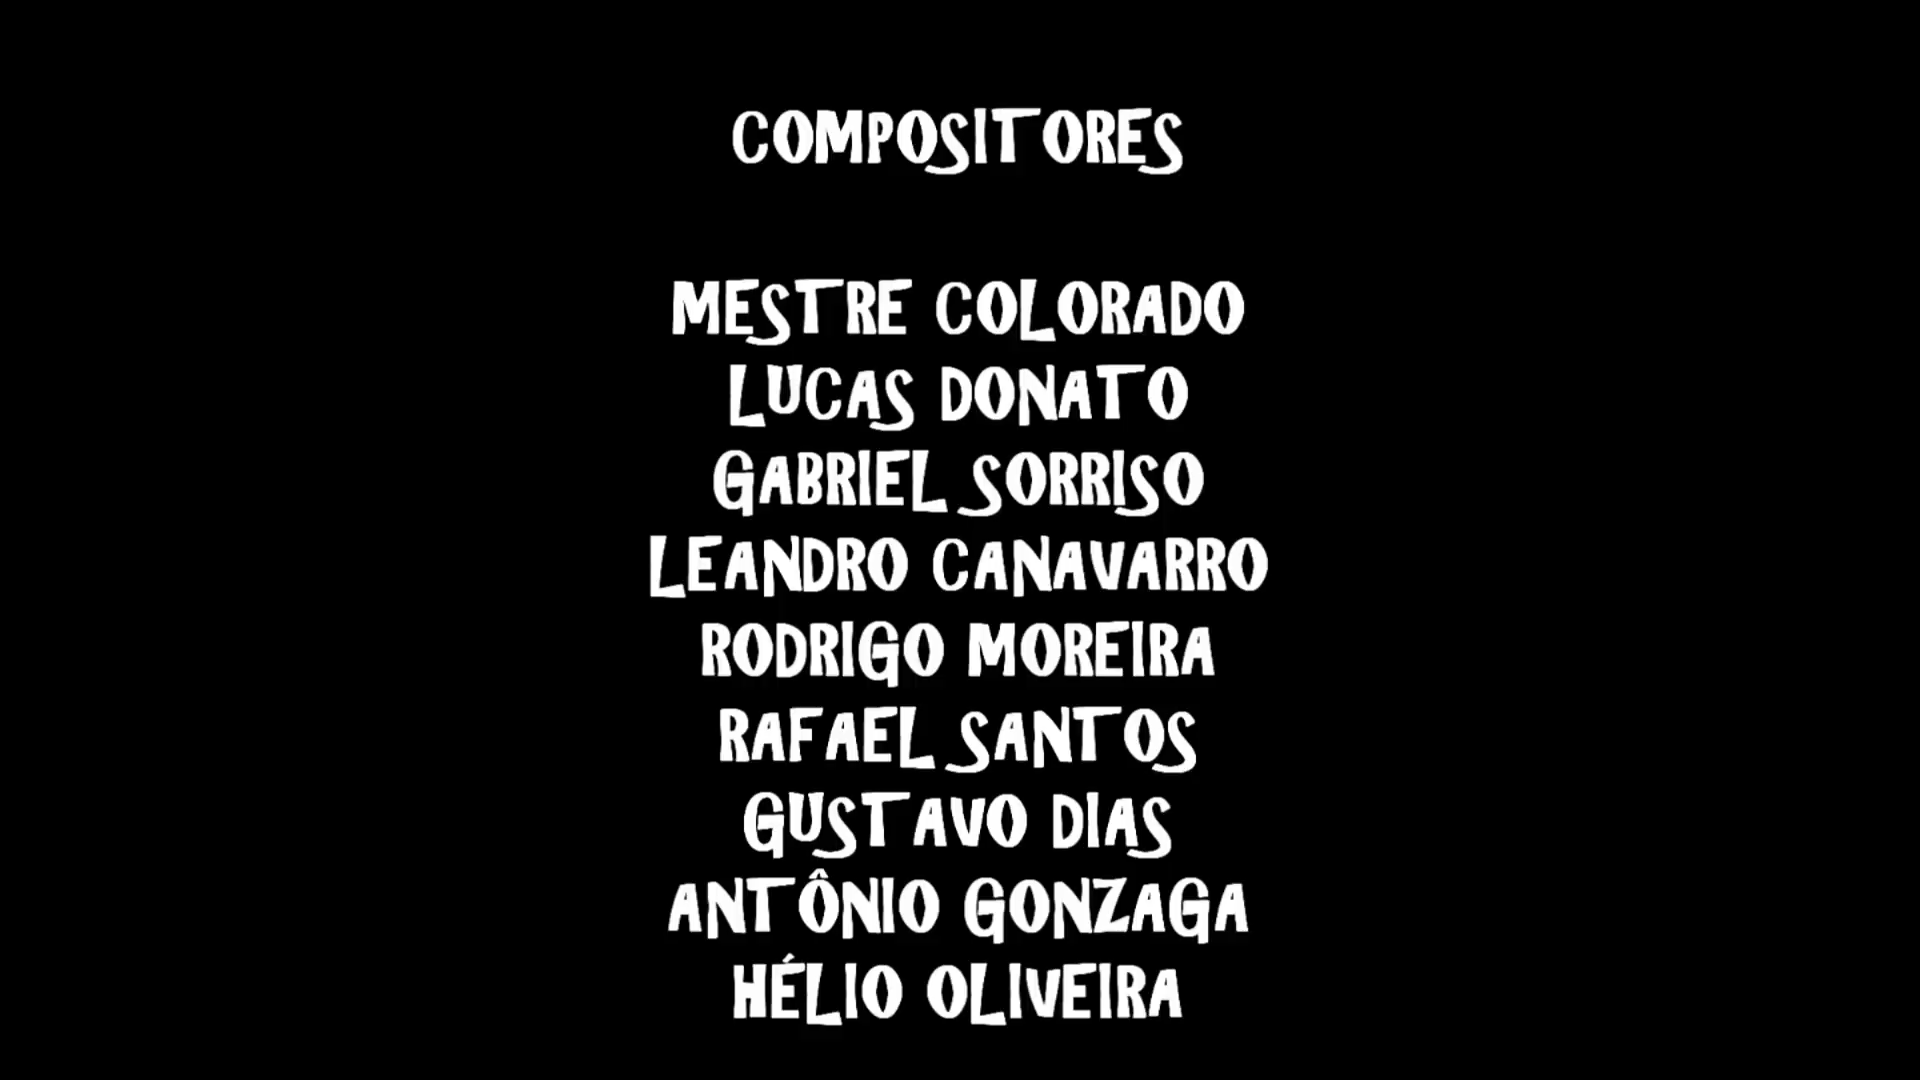 COMPOSITORES
MESTRE COLORADO
LUCAS DONATO
GABRIEL SORRISO
LEANDRO CANAVARRO
RODRIGO MOREIRA
RAFAEL SANTOS
GUSTAVO DIAS
ANTÔNIO GONZAGA
HÉLIO OLIVEIRA